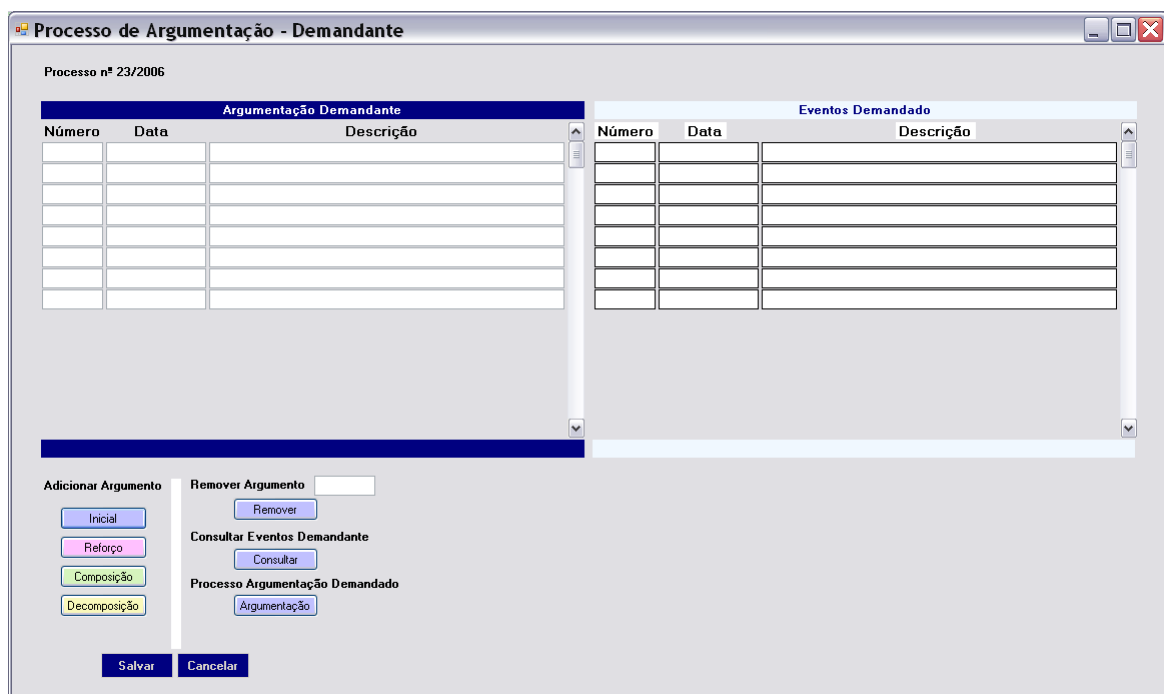 Processo de Argumentação - Demandante
Processo nº 23/2006
Argumentação Demandante
Número Data Descrição
Eventos Demandado
Número Data Descrição
Adicionar Argumento
Inicial
Reforço
Composição
Decomposição
Remover Argumento
Remover
Consultar Eventos Demandante
Consultar
Processo Argumentação Demandado
Argumentação
Salvar Cancelar